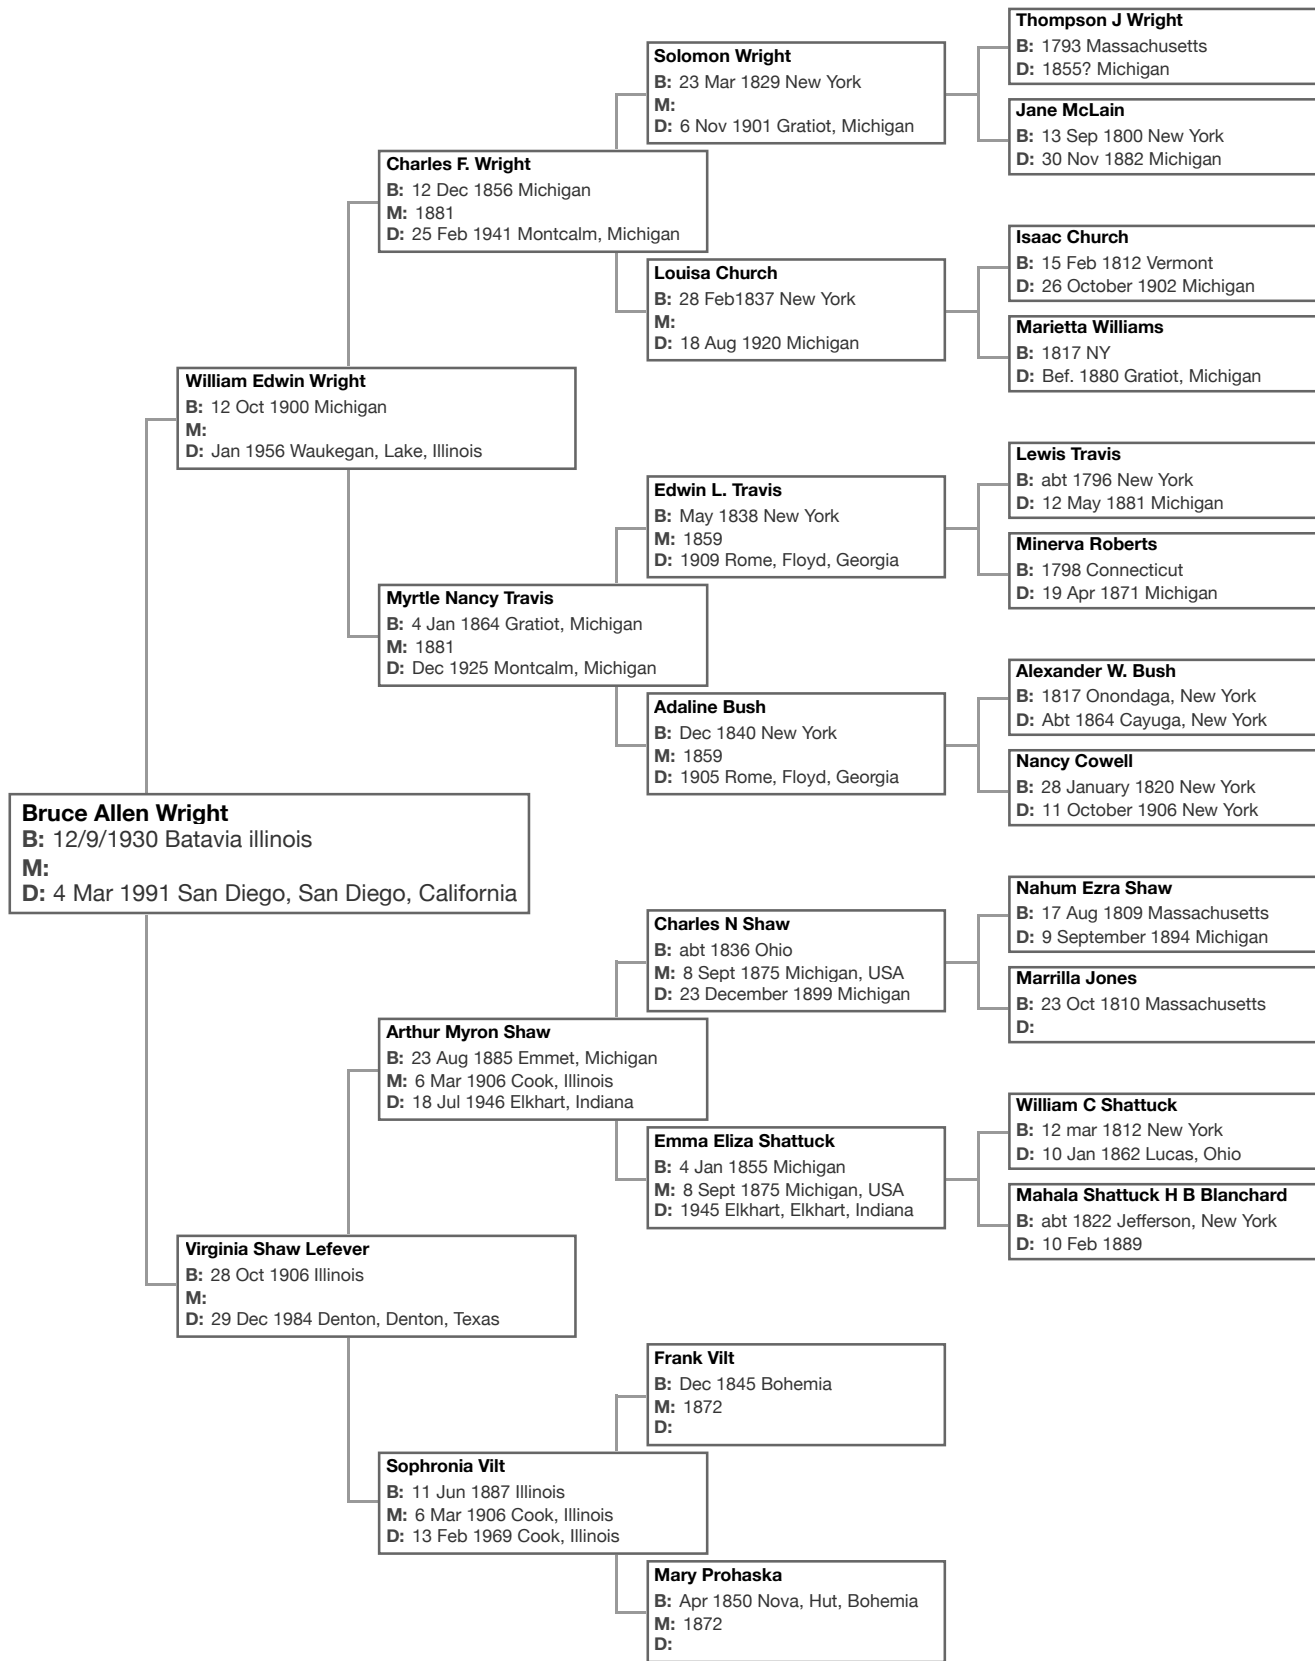 Thompson J Wright
B: 1793 Massachusetts
D: 1855? Michigan
Solomon Wright
B: 23 Mar 1829 New York
M:
D: 6 Nov 1901 Gratiot, Michigan
Jane McLain
B: 13 Sep 1800 New York
D: 30 Nov 1882 Michigan
Charles F. Wright
B: 12 Dec 1856 Michigan
M: 1881
D: 25 Feb 1941 Montcalm, Michigan
Isaac Church
B: 15 Feb 1812 Vermont
D: 26 October 1902 Michigan
Louisa Church
B: 28 Feb1837 New York
M:
D: 18 Aug 1920 Michigan
Marietta Williams
B: 1817 NY
D: Bef. 1880 Gratiot, Michigan
William Edwin Wright
B: 12 Oct 1900 Michigan
M:
D: Jan 1956 Waukegan, Lake, Illinois
Lewis Travis
B: abt 1796 New York
D: 12 May 1881 Michigan
Edwin L. Travis
B: May 1838 New York
M: 1859
D: 1909 Rome, Floyd, Georgia
Minerva Roberts
B: 1798 Connecticut
D: 19 Apr 1871 Michigan
Myrtle Nancy Travis
B: 4 Jan 1864 Gratiot, Michigan
M: 1881
D: Dec 1925 Montcalm, Michigan
Alexander W. Bush
B: 1817 Onondaga, New York
D: Abt 1864 Cayuga, New York
Adaline Bush
B: Dec 1840 New York
M: 1859
D: 1905 Rome, Floyd, Georgia
Nancy Cowell
B: 28 January 1820 New York
D: 11 October 1906 New York
Bruce Allen Wright
B: 12/9/1930 Batavia illinois
M:
D: 4 Mar 1991 San Diego, San Diego, California
Nahum Ezra Shaw
B: 17 Aug 1809 Massachusetts
D: 9 September 1894 Michigan
Charles N Shaw
B: abt 1836 Ohio
M: 8 Sept 1875 Michigan, USA
D: 23 December 1899 Michigan
Marrilla Jones
B: 23 Oct 1810 Massachusetts
D:
Arthur Myron Shaw
B: 23 Aug 1885 Emmet, Michigan
M: 6 Mar 1906 Cook, Illinois
D: 18 Jul 1946 Elkhart, Indiana
William C Shattuck
B: 12 mar 1812 New York
D: 10 Jan 1862 Lucas, Ohio
Emma Eliza Shattuck
B: 4 Jan 1855 Michigan
M: 8 Sept 1875 Michigan, USA
D: 1945 Elkhart, Elkhart, Indiana
Mahala Shattuck H B Blanchard
B: abt 1822 Jefferson, New York
D: 10 Feb 1889
Virginia Shaw Lefever
B: 28 Oct 1906 Illinois
M:
D: 29 Dec 1984 Denton, Denton, Texas
Frank Vilt
B: Dec 1845 Bohemia
M: 1872
D:
Sophronia Vilt
B: 11 Jun 1887 Illinois
M: 6 Mar 1906 Cook, Illinois
D: 13 Feb 1969 Cook, Illinois
Mary Prohaska
B: Apr 1850 Nova, Hut, Bohemia
M: 1872
D: